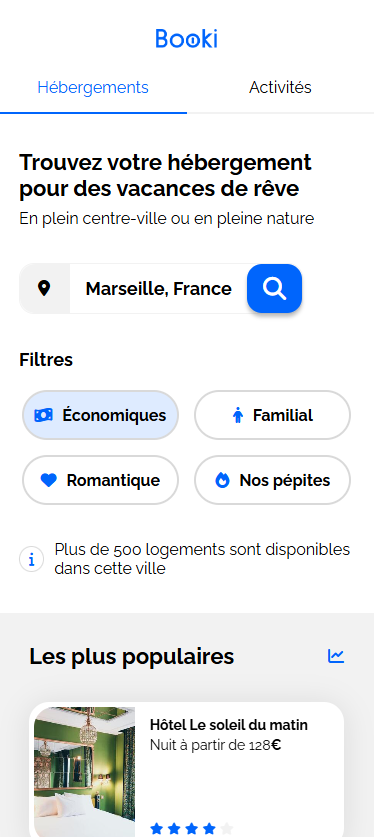 Booki
Hébergements
Activités
Trouvez votre hébergement
pour des vacances de rêve
En plein centre-ville ou en pleine nature
Marseille, France
Filtres
Économiques
Familial
Romantique
Nos pépites
Plus de 500 logements sont disponibles
dans cette ville
Les plus populaires
Hôtel Le soleil du matin
Nuit à partir de 128€